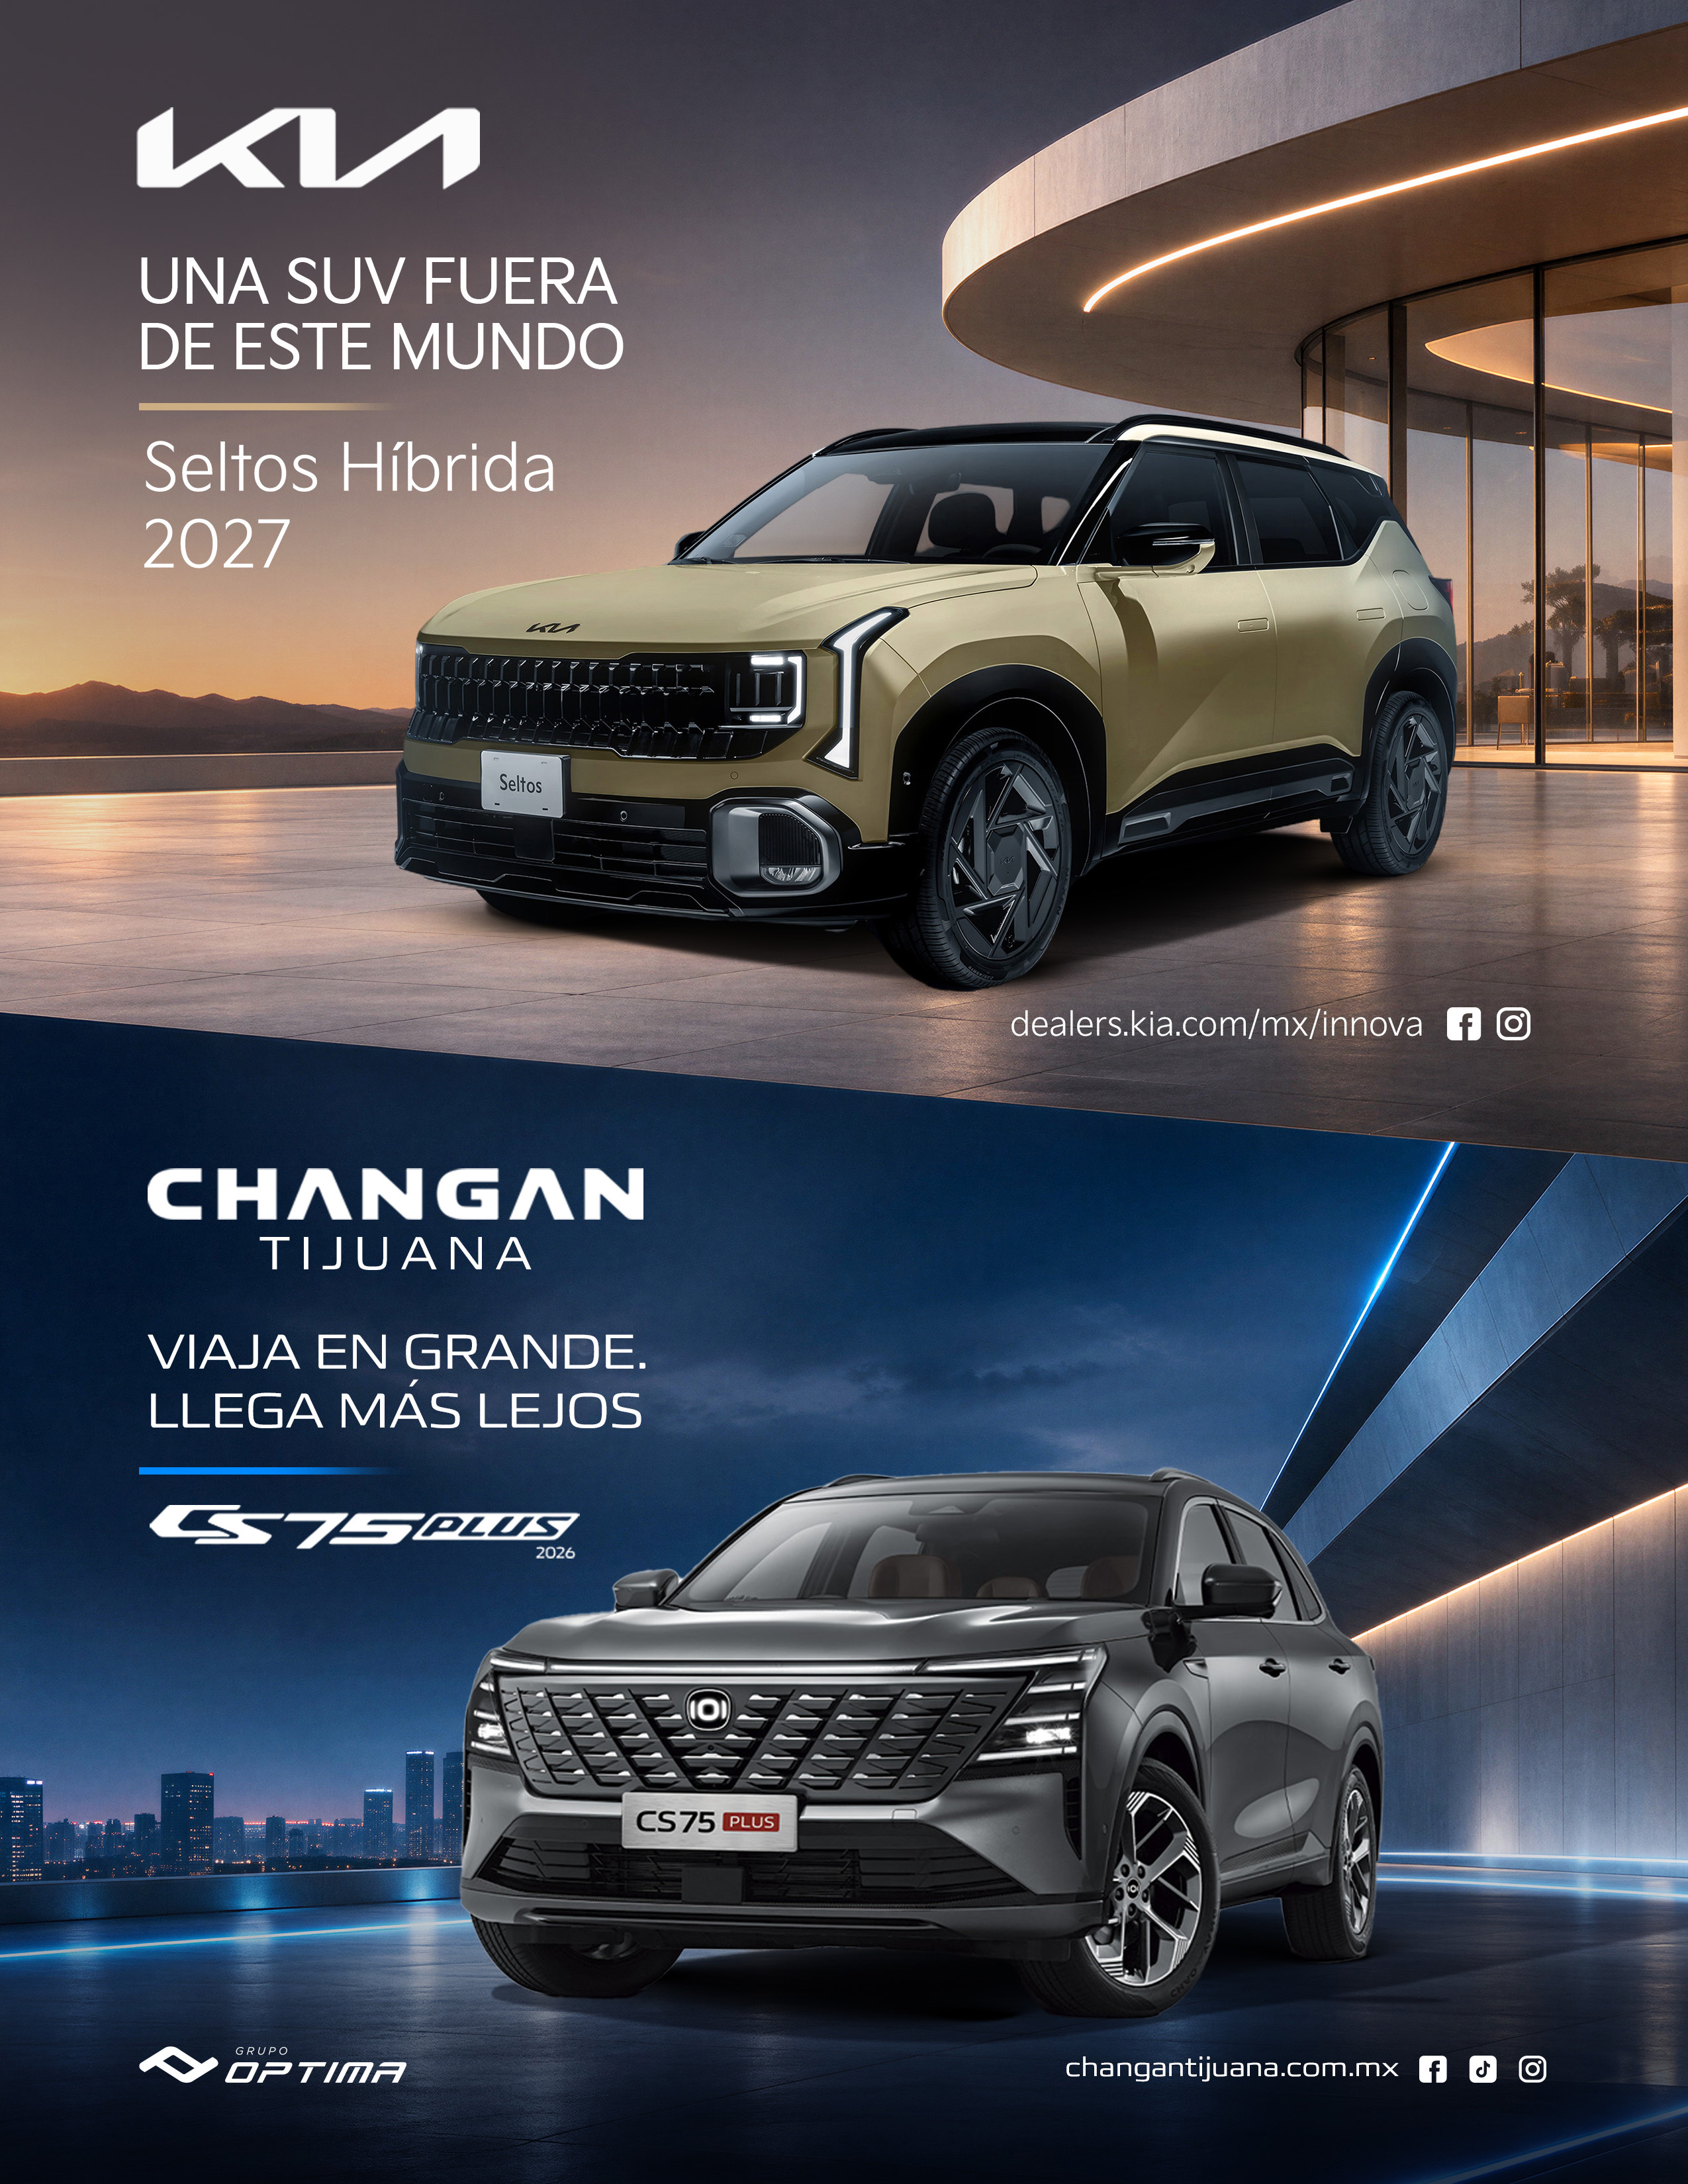 KIA
UNA SUV FUERA
DE ESTE MUNDO
Seltos Híbrida
2027
KIA
Seltos
dealers.kia.com/mx/innova
CHANGAN
TIJUANA
VIAJA EN GRANDE.
LLEGA MÁS LEJOS
CS75 PLUS
2026
CS75 PLUS
GRUPO
OPTIMA
changantijuana.com.mx